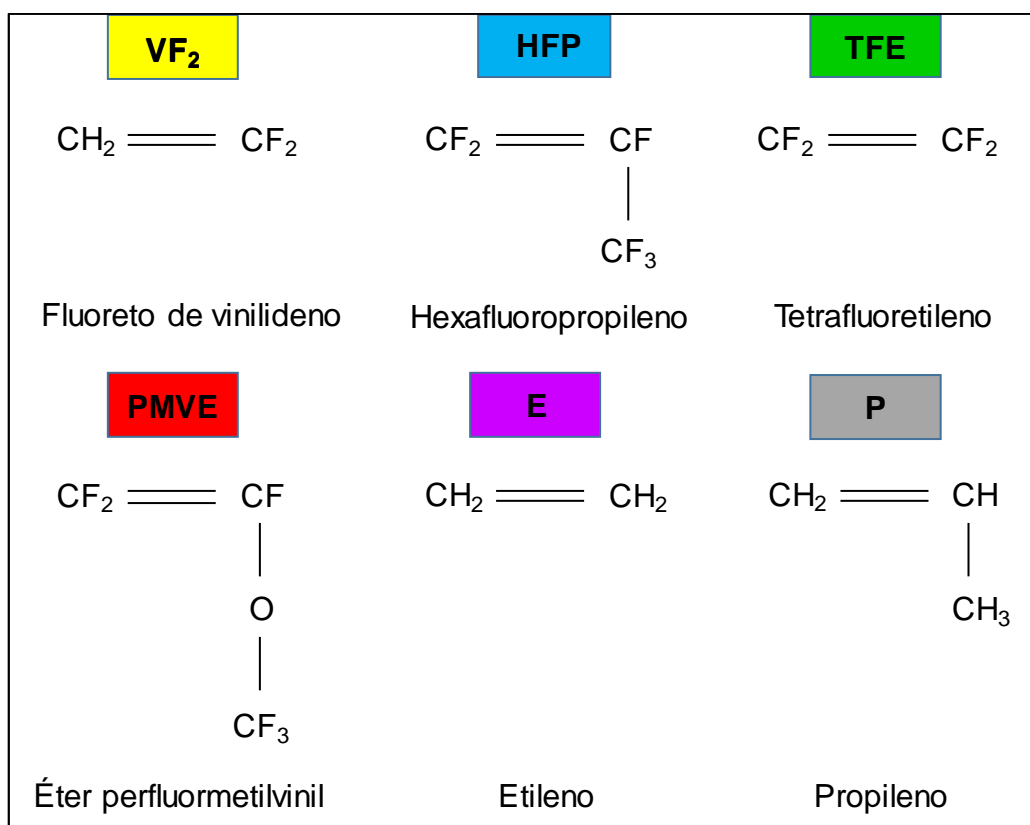 VF₂ HFP TFE
CH₂ CF₂ CF₂ CF CF₂ CF₂
CF₃
Fluoreto de vinilideno Hexafluoropropileno Tetrafluoretileno
PMVE E P
CF₂ CF CH₂ CH₂ CH₂ CH
O CH₃
CF₃
Éter perfluormetilvinil Etileno Propileno